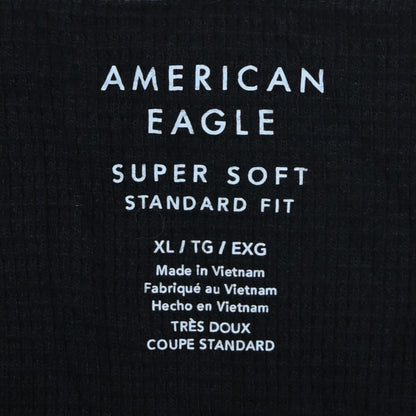 AMERICAN
EAGLE
SUPER SOFT
STANDARD FIT
XL / TG / EXG
Made in Vietnam
Fabriqué au Vietnam
Hecho en Vietnam
TRÈS DOUX
COUPE STANDARD